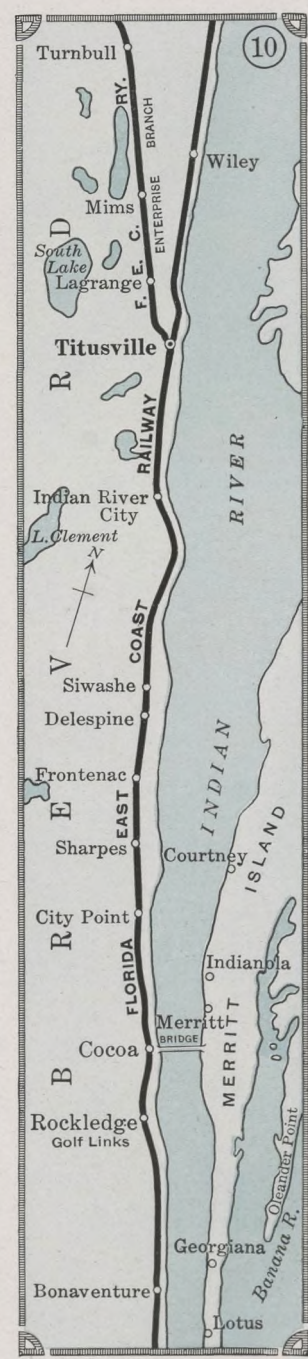 10
Turnbull
F. E. C. RY.
ENTERPRISE BRANCH
Wiley
Mims
South
Lake
Lagrange
Titusville
RIVER
Indian River
City
L. Clement
N
Siwashe
Delespine
Frontenac
INDIAN
Sharpes
Courtney
City Point
Indianola
Merritt
BRIDGE
Cocoa
MERRITT ISLAND
Rockledge
Golf Links
Oleander Point
Georgiana
Banana R.
Bonaventure
Lotus
FLORIDA EAST COAST RAILWAY
BREVARD